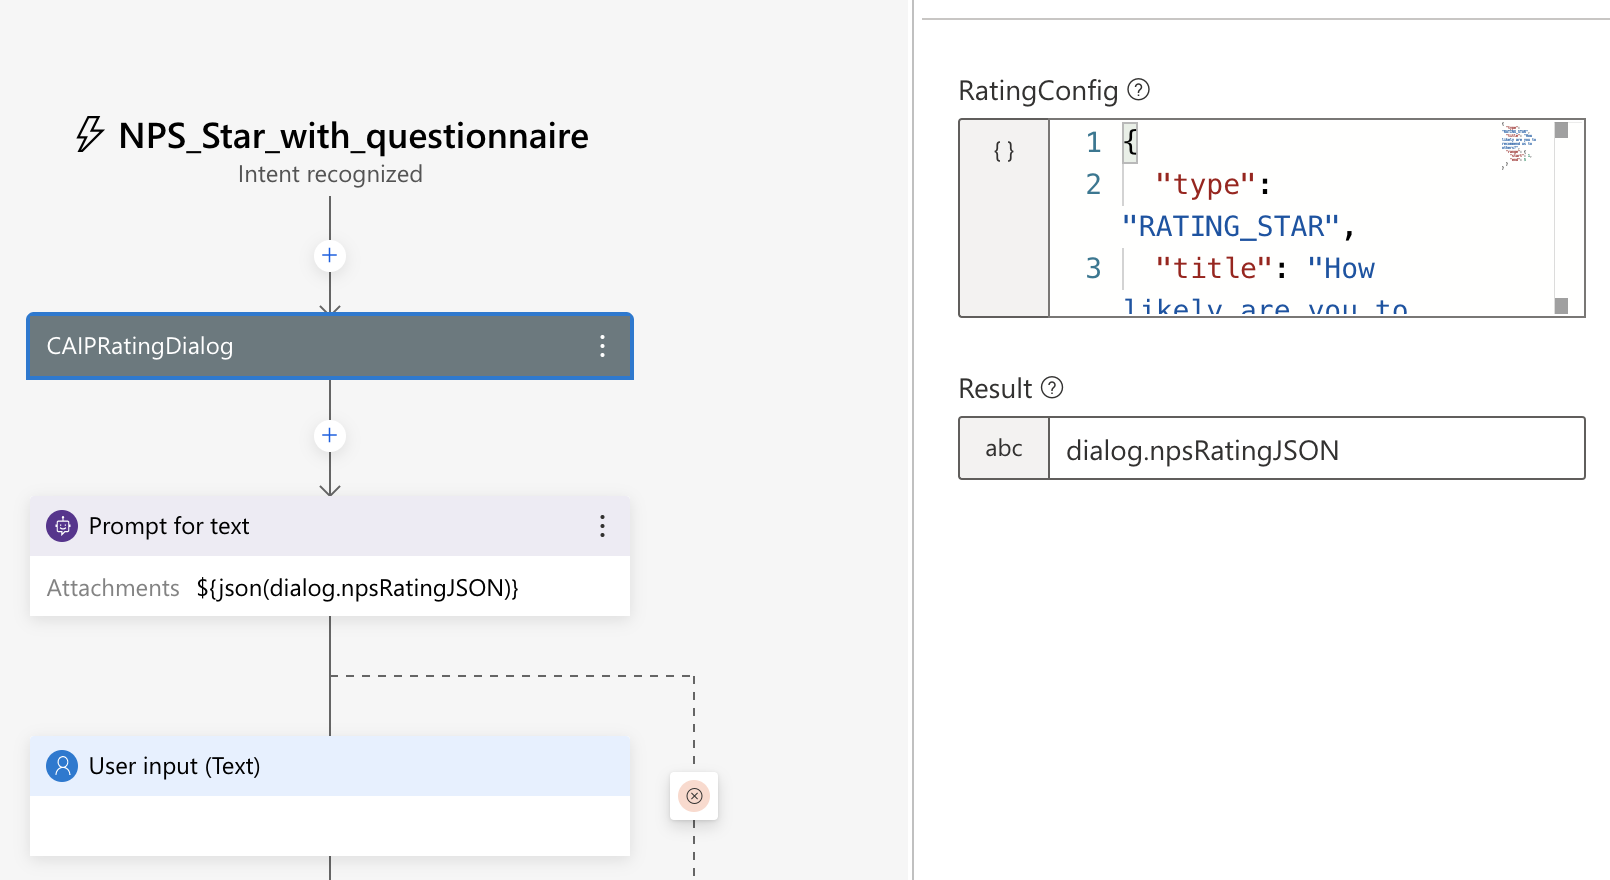 NPS_Star_with_questionnaire
Intent recognized
CAIPRatingDialog
Prompt for text
Attachments ${json(dialog.npsRatingJSON)}
User input (Text)
RatingConfig
{ }
1 {
2 "type":
"RATING_STAR",
3 "title": "How
likely are you to
Result
abc dialog.npsRatingJSON